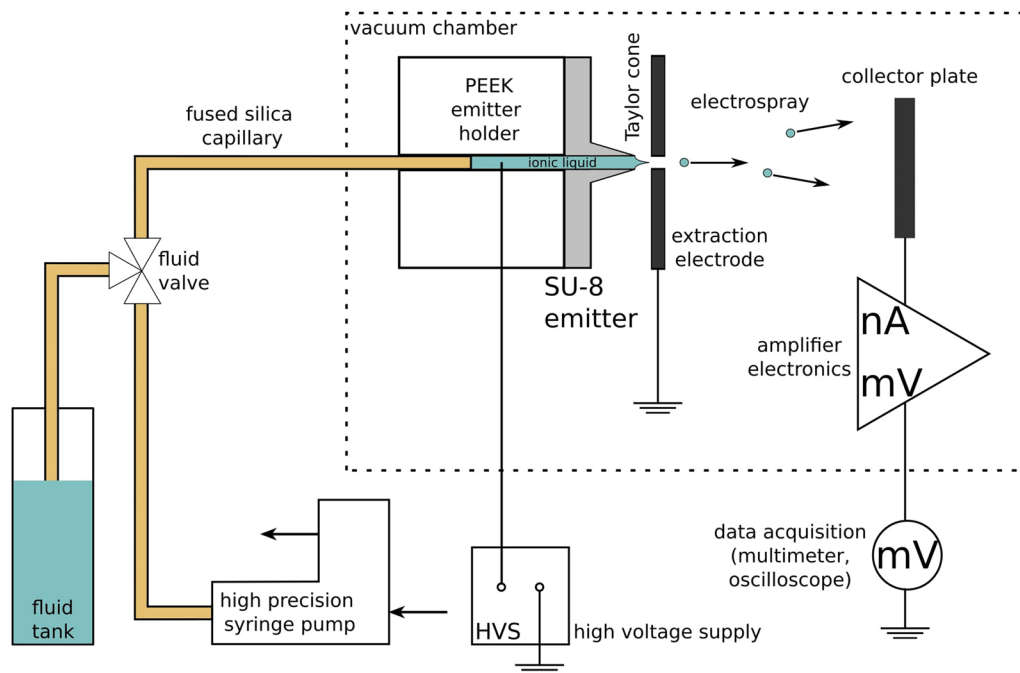 vacuum chamber
Taylor cone
PEEK
emitter
holder
collector plate
electrospray
fused silica
capillary
ionic liquid
extraction
electrode
fluid
valve
SU-8
emitter
nA
mV
amplifier
electronics
data acquisition
(multimeter,
oscilloscope)
mV
fluid
tank
high precision
syringe pump
HVS
high voltage supply